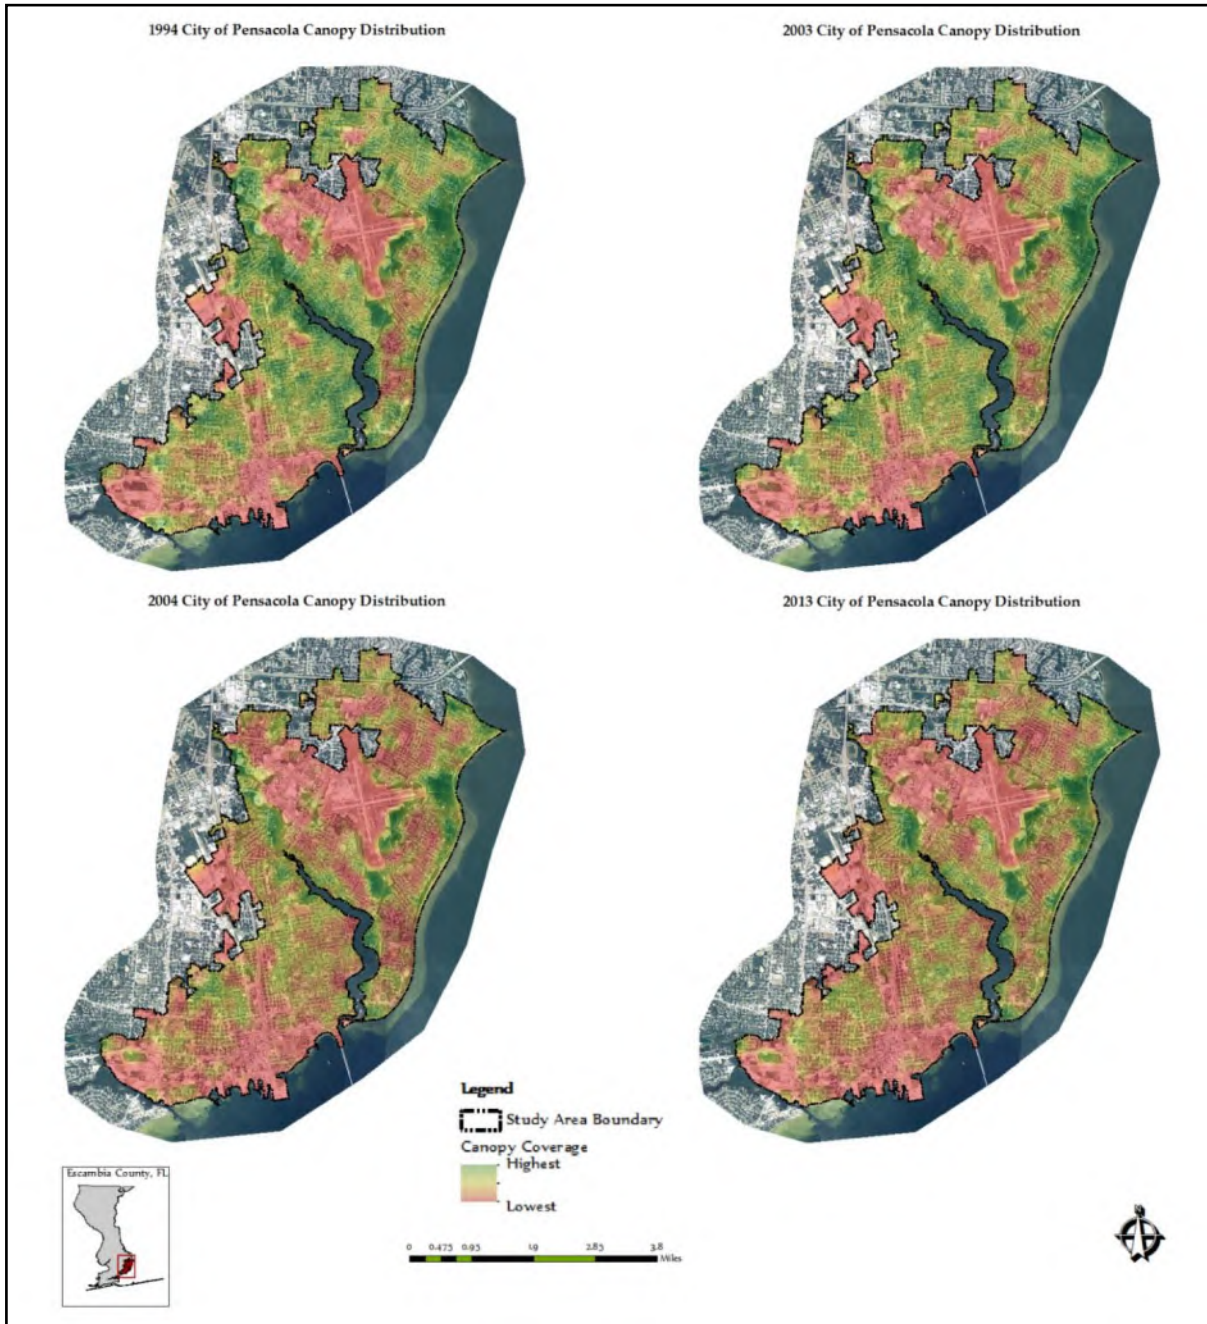 1994 City of Pensacola Canopy Distribution
2003 City of Pensacola Canopy Distribution
2004 City of Pensacola Canopy Distribution
2013 City of Pensacola Canopy Distribution
Legend
Study Area Boundary
Canopy Coverage
Highest
Lowest
Escambia County, FL
0 0.475 0.95 1.9 2.85 3.8
Miles